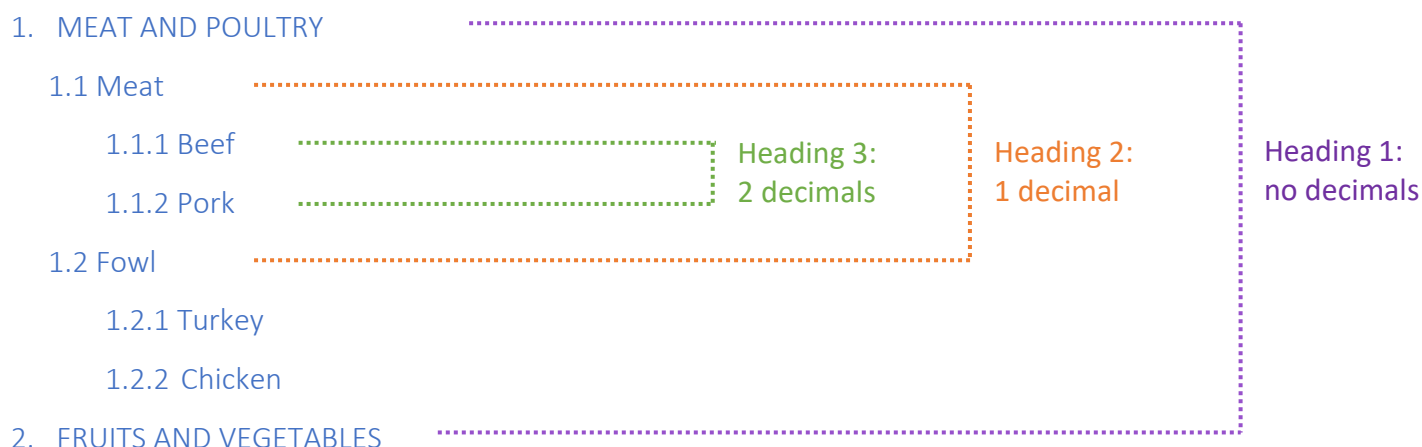 1. MEAT AND POULTRY
1.1 Meat
1.1.1 Beef
1.1.2 Pork
1.2 Fowl
1.2.1 Turkey
1.2.2 Chicken
2. FRUITS AND VEGETABLES
Heading 3:
2 decimals
Heading 2:
1 decimal
Heading 1:
no decimals